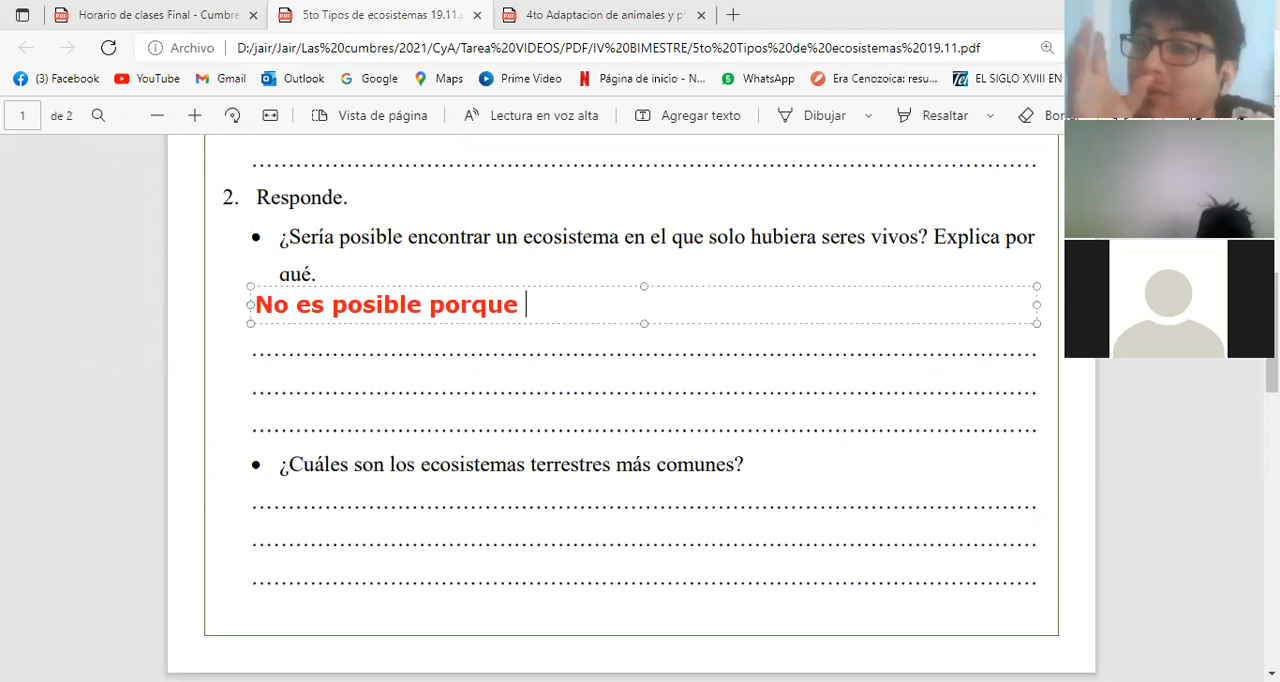 Horario de clases Final - Cumbre
5to Tipos de ecosistemas 19.11.
4to Adaptacion de animales y p
Archivo
D:/jair/Jair/Las%20cumbres/2021/CyA/Tarea%20VIDEOS/PDF/IV%20BIMESTRE/5to%20Tipos%20de%20ecosistemas%2019.11.pdf
(3) Facebook
YouTube
Gmail
Outlook
Google
Maps
Prime Video
Página de inicio - N...
WhatsApp
Era Cenozoica: resu...
EL SIGLO XVIII EN
1 de 2
Vista de página
Lectura en voz alta
Agregar texto
Dibujar
Resaltar
2. Responde.
• ¿Sería posible encontrar un ecosistema en el que solo hubiera seres vivos? Explica por
qué.
No es posible porque
• ¿Cuáles son los ecosistemas terrestres más comunes?